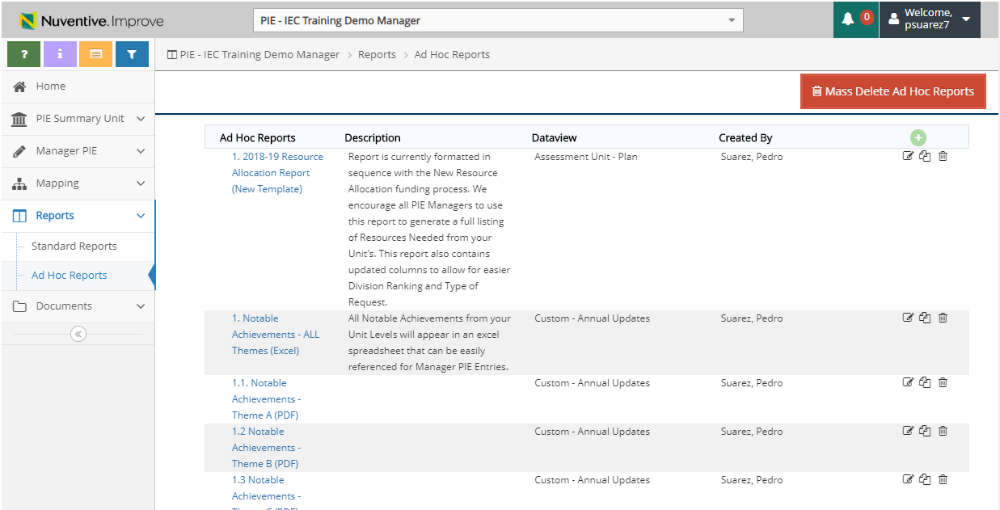 Nuventive.Improve
PIE - IEC Training Demo Manager
0
Welcome,
psuarez7
?
i
PIE - IEC Training Demo Manager > Reports > Ad Hoc Reports
Home
PIE Summary Unit
Manager PIE
Mapping
Reports
Standard Reports
Ad Hoc Reports
Documents
Mass Delete Ad Hoc Reports
Ad Hoc Reports Description Dataview Created By
1. 2018-19 Resource Report is currently formatted in Assessment Unit - Plan Suarez, Pedro
Allocation Report sequence with the New Resource
(New Template) Allocation funding process. We
encourage all PIE Managers to use
this report to generate a full listing
of Resources Needed from your
Unit's. This report also contains
updated columns to allow for easier
Division Ranking and Type of
Request.
1. Notable All Notable Achievements from your Custom - Annual Updates Suarez, Pedro
Achievements - ALL Unit Levels will appear in an excel
Themes (Excel) spreadsheet that can be easily
referenced for Manager PIE Entries.
1.1. Notable Custom - Annual Updates Suarez, Pedro
Achievements -
Theme A (PDF)
1.2 Notable Custom - Annual Updates Suarez, Pedro
Achievements -
Theme B (PDF)
1.3 Notable Custom - Annual Updates Suarez, Pedro
Achievements -